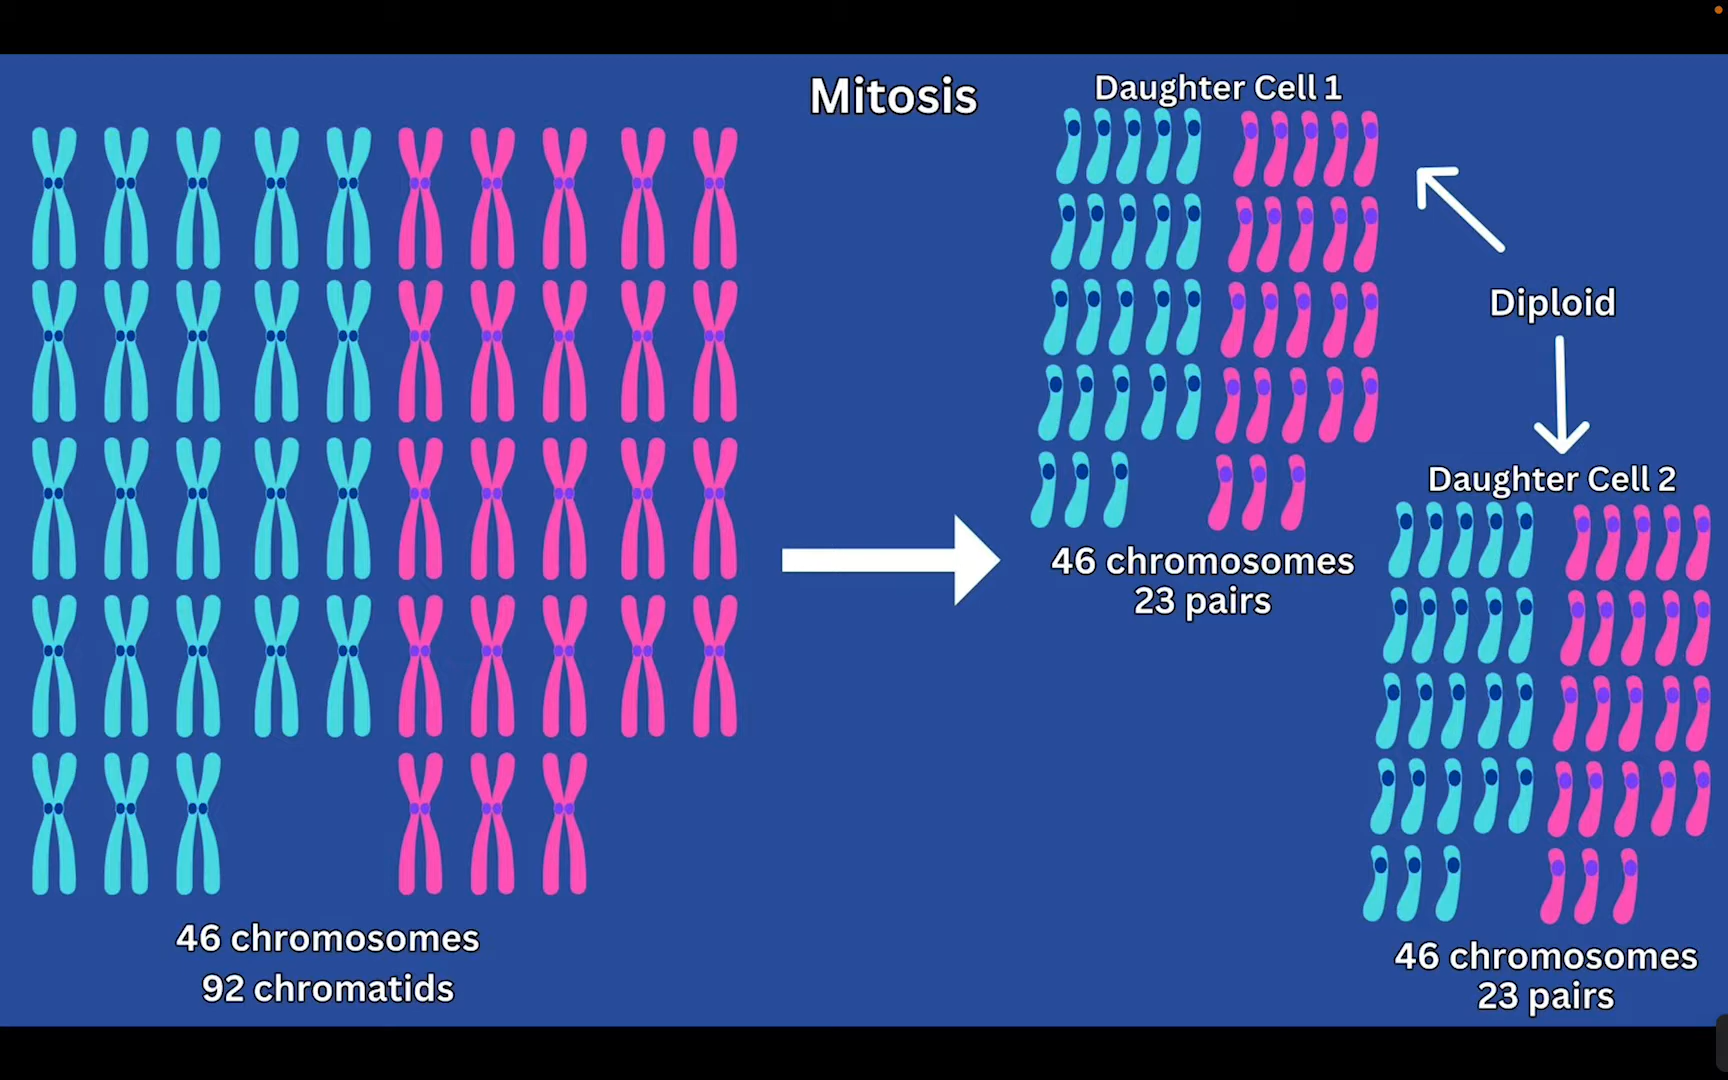 Mitosis
Daughter Cell 1
Diploid
Daughter Cell 2
46 chromosomes
23 pairs
46 chromosomes
92 chromatids
46 chromosomes
23 pairs